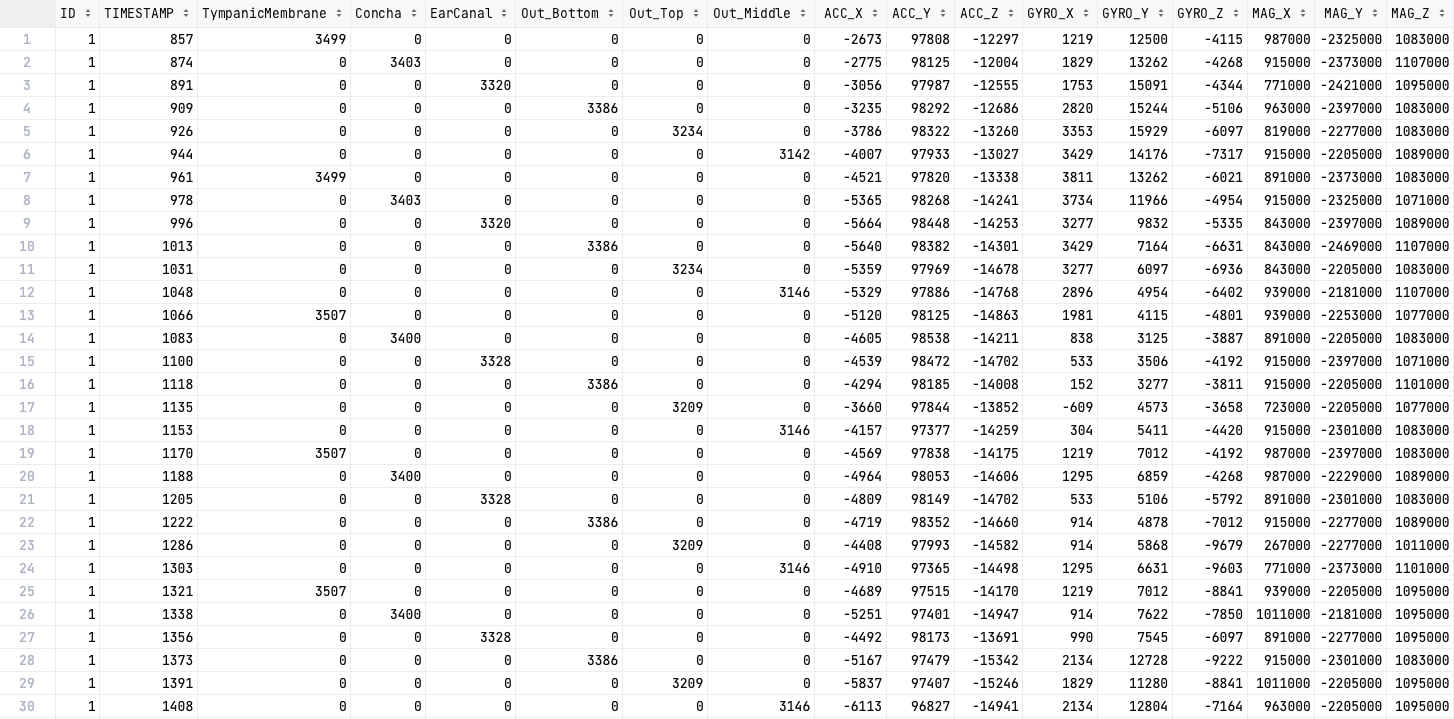 ID TIMESTAMP TympanicMembrane Concha EarCanal Out_Bottom Out_Top Out_Middle ACC_X ACC_Y ACC_Z GYRO_X GYRO_Y GYRO_Z MAG_X MAG_Y MAG_Z
1 1 857 3499 0 0 0 0 0 -2673 97808 -12297 1219 12500 -4115 987000 -2325000 1083000
2 1 874 0 3403 0 0 0 0 -2775 98125 -12004 1829 13262 -4268 915000 -2373000 1107000
3 1 891 0 0 3320 0 0 0 -3056 97987 -12555 1753 15091 -4344 771000 -2421000 1095000
4 1 909 0 0 0 3386 0 0 -3235 98292 -12686 2820 15244 -5106 963000 -2397000 1083000
5 1 926 0 0 0 0 3234 0 -3786 98322 -13260 3353 15929 -6097 819000 -2277000 1083000
6 1 944 0 0 0 0 0 3142 -4007 97933 -13027 3429 14176 -7317 915000 -2205000 1089000
7 1 961 3499 0 0 0 0 0 -4521 97820 -13338 3811 13262 -6021 891000 -2373000 1083000
8 1 978 0 3403 0 0 0 0 -5365 98268 -14241 3734 11966 -4954 915000 -2325000 1071000
9 1 996 0 0 3320 0 0 0 -5664 98448 -14253 3277 9832 -5335 843000 -2397000 1089000
10 1 1013 0 0 0 3386 0 0 -5640 98382 -14301 3429 7164 -6631 843000 -2469000 1107000
11 1 1031 0 0 0 0 3234 0 -5359 97969 -14678 3277 6097 -6936 843000 -2205000 1083000
12 1 1048 0 0 0 0 0 3146 -5329 97886 -14768 2896 4954 -6402 939000 -2181000 1107000
13 1 1066 3507 0 0 0 0 0 -5120 98125 -14863 1981 4115 -4801 939000 -2253000 1077000
14 1 1083 0 3400 0 0 0 0 -4605 98538 -14211 838 3125 -3887 891000 -2205000 1083000
15 1 1100 0 0 3328 0 0 0 -4539 98472 -14702 533 3506 -4192 915000 -2397000 1071000
16 1 1118 0 0 0 3386 0 0 -4294 98185 -14008 152 3277 -3811 915000 -2205000 1101000
17 1 1135 0 0 0 0 3209 0 -3660 97844 -13852 -609 4573 -3658 723000 -2205000 1077000
18 1 1153 0 0 0 0 0 3146 -4157 97377 -14259 304 5411 -4420 915000 -2301000 1083000
19 1 1170 3507 0 0 0 0 0 -4569 97838 -14175 1219 7012 -4192 987000 -2397000 1083000
20 1 1188 0 3400 0 0 0 0 -4964 98053 -14606 1295 6859 -4268 987000 -2229000 1089000
21 1 1205 0 0 3328 0 0 0 -4809 98149 -14702 533 5106 -5792 891000 -2301000 1083000
22 1 1222 0 0 0 3386 0 0 -4719 98352 -14660 914 4878 -7012 915000 -2277000 1089000
23 1 1286 0 0 0 0 3209 0 -4408 97993 -14582 914 5868 -9679 267000 -2277000 1011000
24 1 1303 0 0 0 0 0 3146 -4910 97365 -14498 1295 6631 -9603 771000 -2373000 1101000
25 1 1321 3507 0 0 0 0 0 -4689 97515 -14170 1219 7012 -8841 939000 -2205000 1095000
26 1 1338 0 3400 0 0 0 0 -5251 97401 -14947 914 7622 -7850 1011000 -2181000 1095000
27 1 1356 0 0 3328 0 0 0 -4492 98173 -13691 990 7545 -6097 891000 -2277000 1095000
28 1 1373 0 0 0 3386 0 0 -5167 97479 -15342 2134 12728 -9222 915000 -2301000 1083000
29 1 1391 0 0 0 0 3209 0 -5837 97407 -15246 1829 11280 -8841 1011000 -2205000 1095000
30 1 1408 0 0 0 0 0 3146 -6113 96827 -14941 2134 12804 -7164 963000 -2205000 1095000